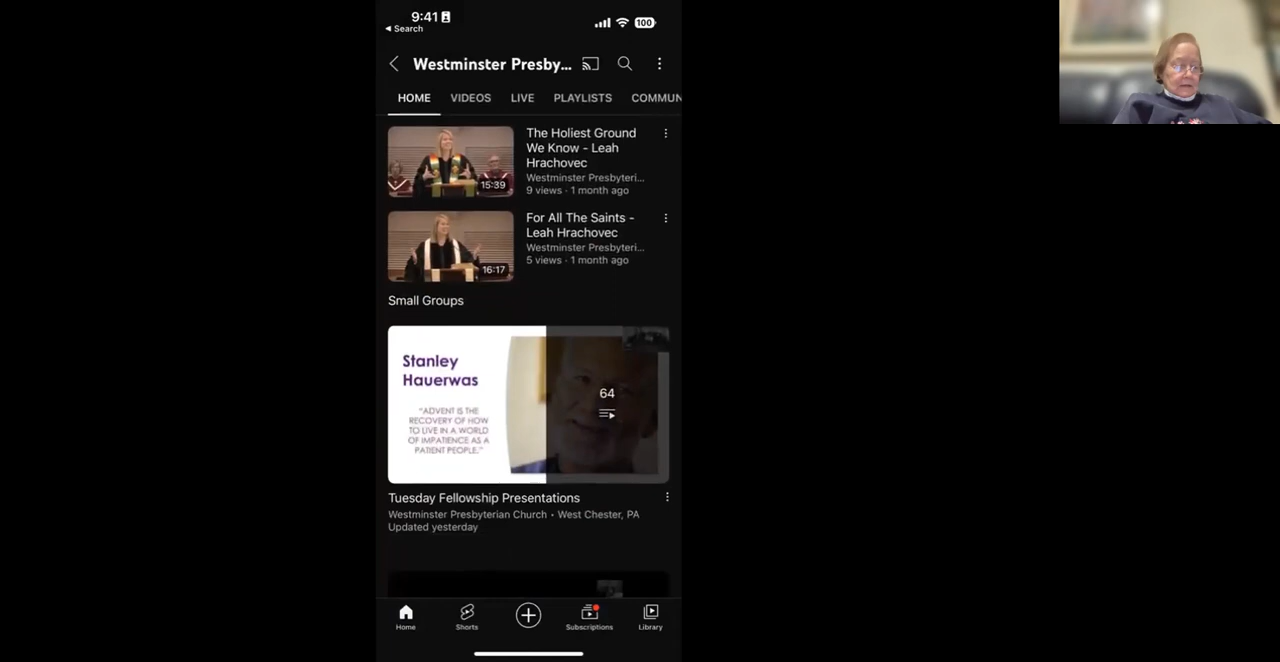 9:41
100
Search
Westminster Presby...
HOME VIDEOS LIVE PLAYLISTS COMMUN
The Holiest Ground
We Know - Leah
Hrachovec
Westminster Presbyteri...
9 views · 1 month ago
15:39
For All The Saints -
Leah Hrachovec
Westminster Presbyteri...
5 views · 1 month ago
16:17
Small Groups
Stanley
Hauerwas
"ADVENT IS THE
RECOVERY OF HOW
TO LIVE IN A WORLD
OF IMPATIENCE AS A
PATIENT PEOPLE."
64
Tuesday Fellowship Presentations
Westminster Presbyterian Church • West Chester, PA
Updated yesterday
Home Shorts Subscriptions Library